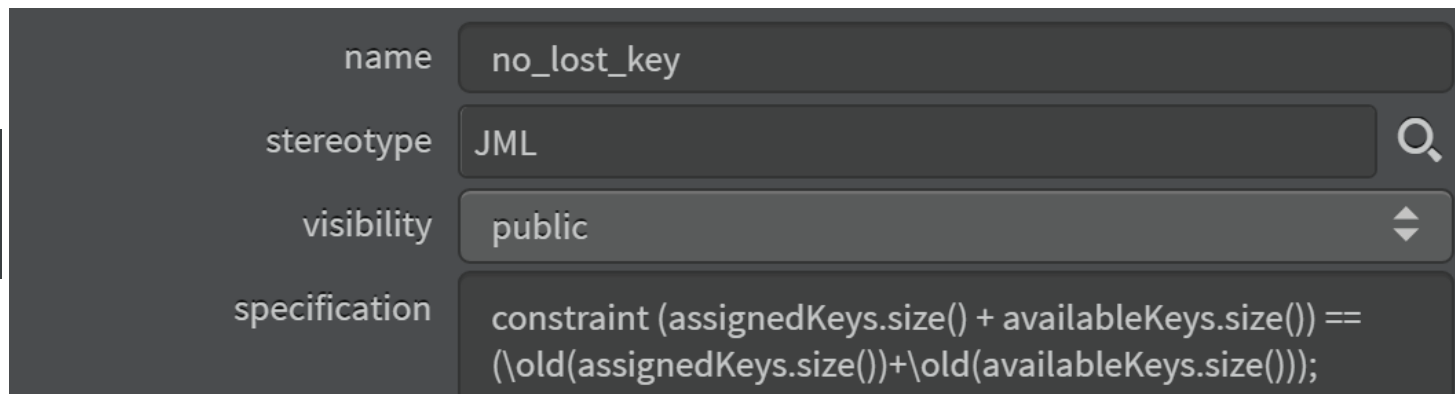 name no_lost_key
stereotype JML
visibility public
specification constraint (assignedKeys.size() + availableKeys.size()) ==
(\old(assignedKeys.size())+\old(availableKeys.size()));